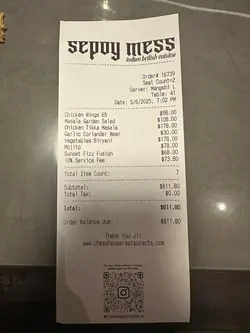 sepoy mess
indian british cuisine
Order# 16739
Seat Count=2
Server: Mangshi L
Table: 41
Date: 5/6/2025, 7:02 PM
Chicken Wings 65 $98.00
Masala Garden Salad $108.00
Chicken Tikka Masala $178.00
Garlic Coriander Naan $30.00
Vegetables Biryani $178.00
Mojito $78.00
Sunset Fizz Fusion $68.00
10% Service Fee $73.80
Total Item Count: 7
Subtotal: $811.80
Total Tax: $0.00
Total: $811.80
Order Balance due: $811.80
Thank You JTI